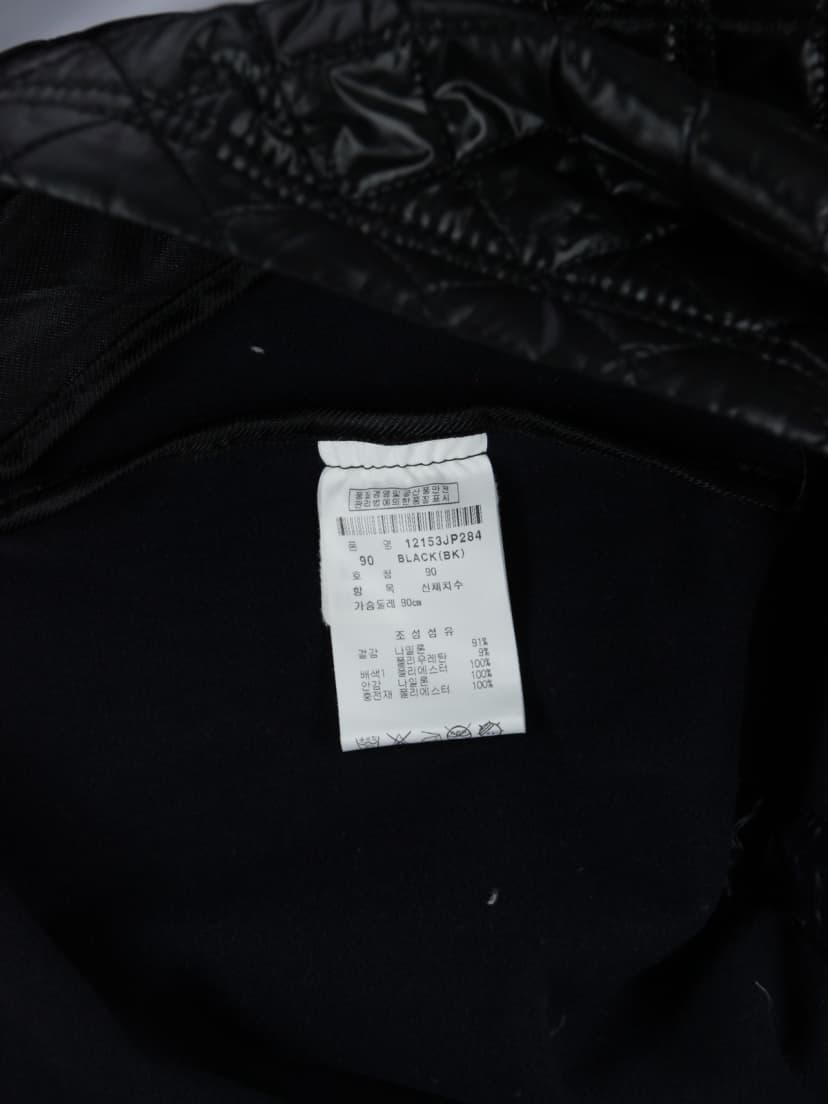 품 명 12153JP284
90 BLACK(BK)
호 칭 90
항 목 신체치수
가슴둘레 90cm
조 성 섬 유
겉감 나일론 91%
폴리우레탄 9%
배색1 폴리에스터 100%
안감 나일론 100%
충전재 폴리에스터 100%